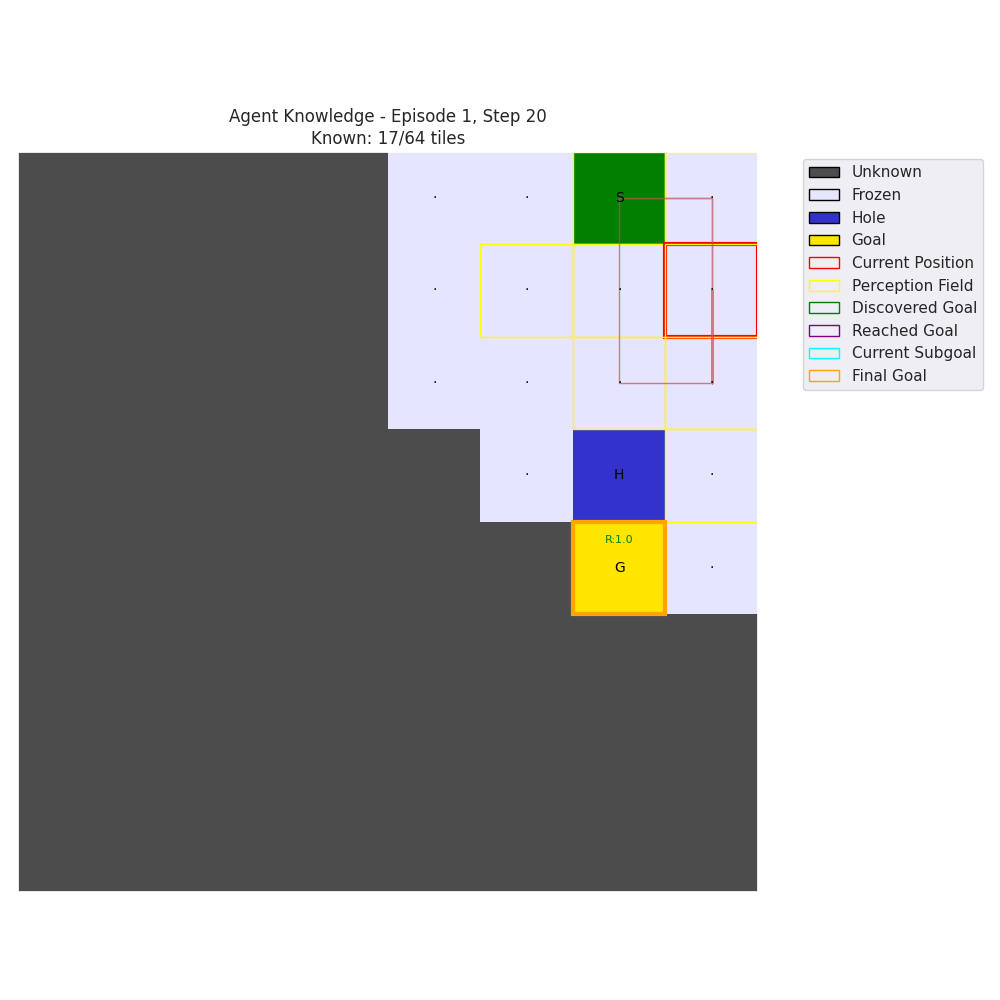 Agent Knowledge - Episode 1, Step 20
Known: 17/64 tiles
. . S .
. . . .
. . . .
. H .
R:1.0
G .
Unknown
Frozen
Hole
Goal
Current Position
Perception Field
Discovered Goal
Reached Goal
Current Subgoal
Final Goal